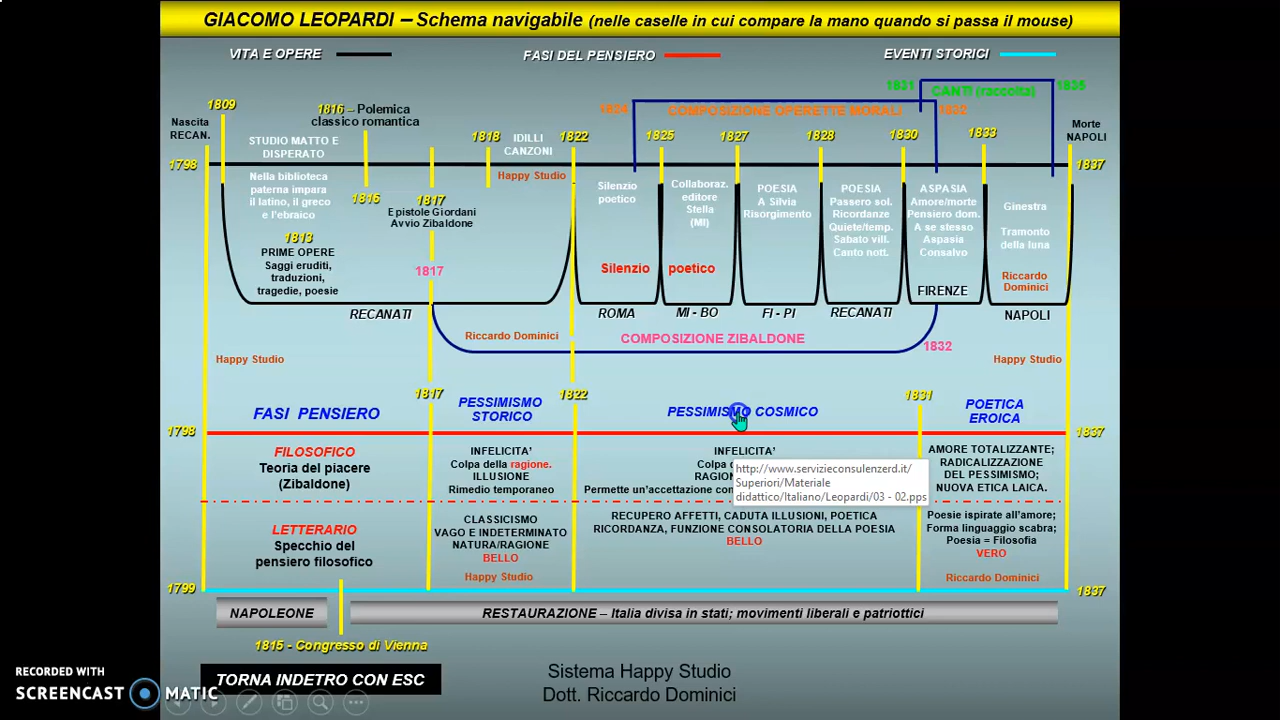 GIACOMO LEOPARDI – Schema navigabile (nelle caselle in cui compare la mano quando si passa il mouse)
VITA E OPERE
FASI DEL PENSIERO
EVENTI STORICI
1831
CANTI (raccolta)
1835
1809
1816 – Polemica
classico romantica
1824
COMPOSIZIONE OPERETTE MORALI
1832
Nascita
RECAN.
STUDIO MATTO E
DISPERATO
1818
IDILLI
CANZONI
1822
1825
1827
1828
1830
1833
Morte
NAPOLI
1798
1837
Happy Studio
Nella biblioteca
paterna impara
il latino, il greco
e l'ebraico
1816
1817
Epistole Giordani
Avvio Zibaldone
Silenzio
poetico
Collaboraz.
editore
Stella
(MI)
POESIA
A Silvia
Risorgimento
POESIA
Passero sol.
Ricordanze
Quiete/temp.
Sabato vill.
Canto nott.
ASPASIA
Amore/morte
Pensiero dom.
A se stesso
Aspasia
Consalvo
Ginestra
Tramonto
della luna
1813
PRIME OPERE
Saggi eruditi,
traduzioni,
tragedie, poesie
1817
Silenzio poetico
Riccardo
Dominici
FIRENZE
RECANATI
ROMA
MI - BO
FI - PI
RECANATI
NAPOLI
Riccardo Dominici
COMPOSIZIONE ZIBALDONE
1832
Happy Studio
Happy Studio
1817
1822
1831
FASI PENSIERO
PESSIMISMO
STORICO
PESSIMISMO COSMICO
POETICA
EROICA
1798
1837
FILOSOFICO
Teoria del piacere
(Zibaldone)
INFELICITA'
Colpa della ragione.
ILLUSIONE
Rimedio temporaneo
INFELICITA'
Colpa
Permette un'accettazione
http://www.servizieconsulenzerd.it/
Superiori/Materiale
didattico/Italiano/Leopardi/03 - 02.pps
AMORE TOTALIZZANTE;
RADICALIZZAZIONE
DEL PESSIMISMO;
NUOVA ETICA LAICA.
LETTERARIO
Specchio del
pensiero filosofico
CLASSICISMO
VAGO E INDETERMINATO
NATURA/RAGIONE
BELLO
Happy Studio
RECUPERO AFFETTI, CADUTA ILLUSIONI, POETICA
RICORDANZA, FUNZIONE CONSOLATORIA DELLA POESIA
BELLO
Poesie ispirate all'amore;
Forma linguaggio scabra;
Poesia = Filosofia
VERO
Riccardo Dominici
1799
1837
NAPOLEONE
RESTAURAZIONE – Italia divisa in stati; movimenti liberali e patriottici
1815 - Congresso di Vienna
TORNA INDETRO CON ESC
Sistema Happy Studio
Dott. Riccardo Dominici
RECORDED WITH
SCREENCAST MATIC